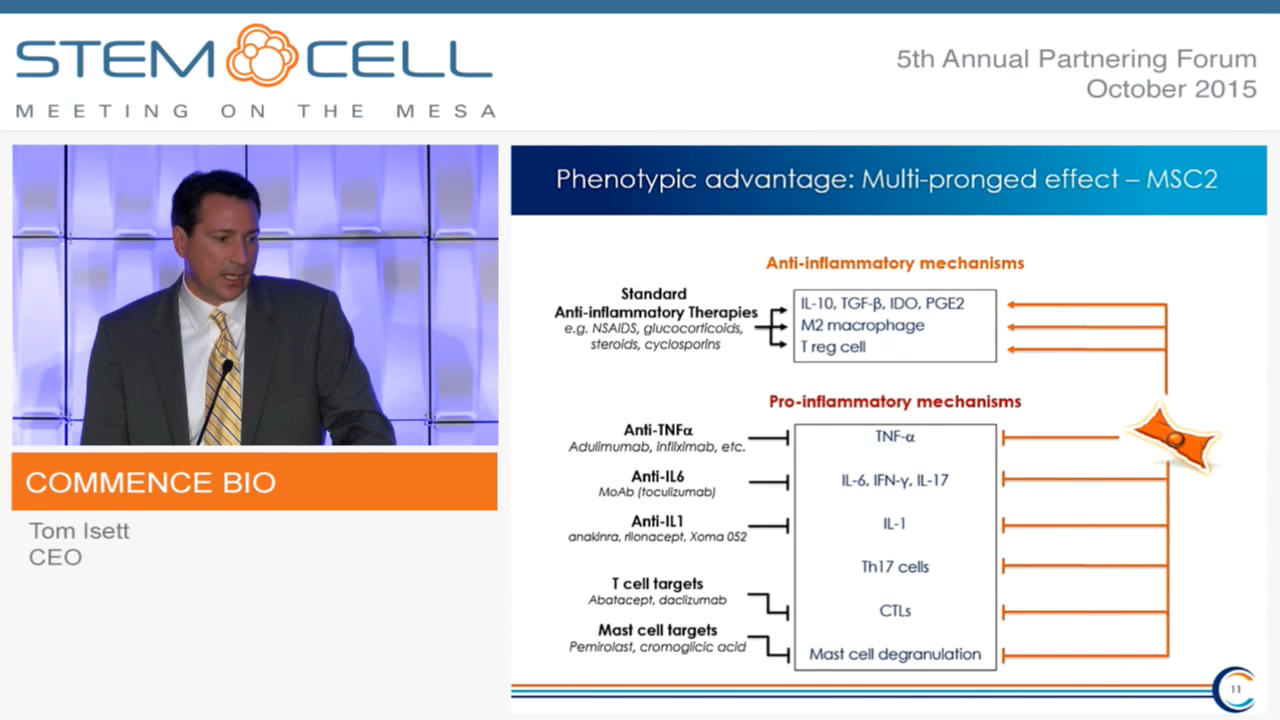 STEM CELL
MEETING ON THE MESA
5th Annual Partnering Forum
October 2015
COMMENCE BIO
Tom Isett
CEO
Phenotypic advantage: Multi-pronged effect – MSC2
Anti-inflammatory mechanisms
Standard
Anti-inflammatory Therapies
e.g. NSAIDS, glucocorticoids,
steroids, cyclosporins
IL-10, TGF-β, IDO, PGE2
M2 macrophage
T reg cell
Pro-inflammatory mechanisms
Anti-TNFα
Adulimumab, infliximab, etc.
TNF-α
Anti-IL6
MoAb (toculizumab)
IL-6, IFN-γ, IL-17
Anti-IL1
anakinra, rilonacept, Xoma 052
IL-1
Th17 cells
T cell targets
Abatacept, daclizumab
CTLs
Mast cell targets
Pemirolast, cromoglicic acid
Mast cell degranulation
11